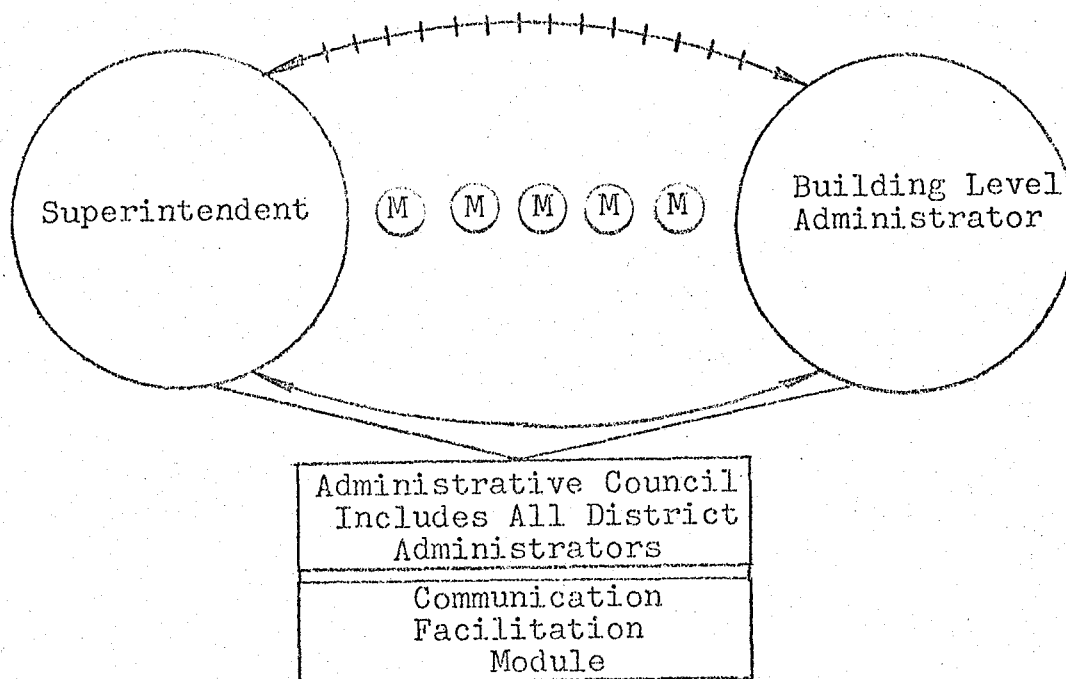 Superintendent
M M M M M
Building Level
Administrator
Administrative Council
Includes All District
Administrators
Communication
Facilitation
Module